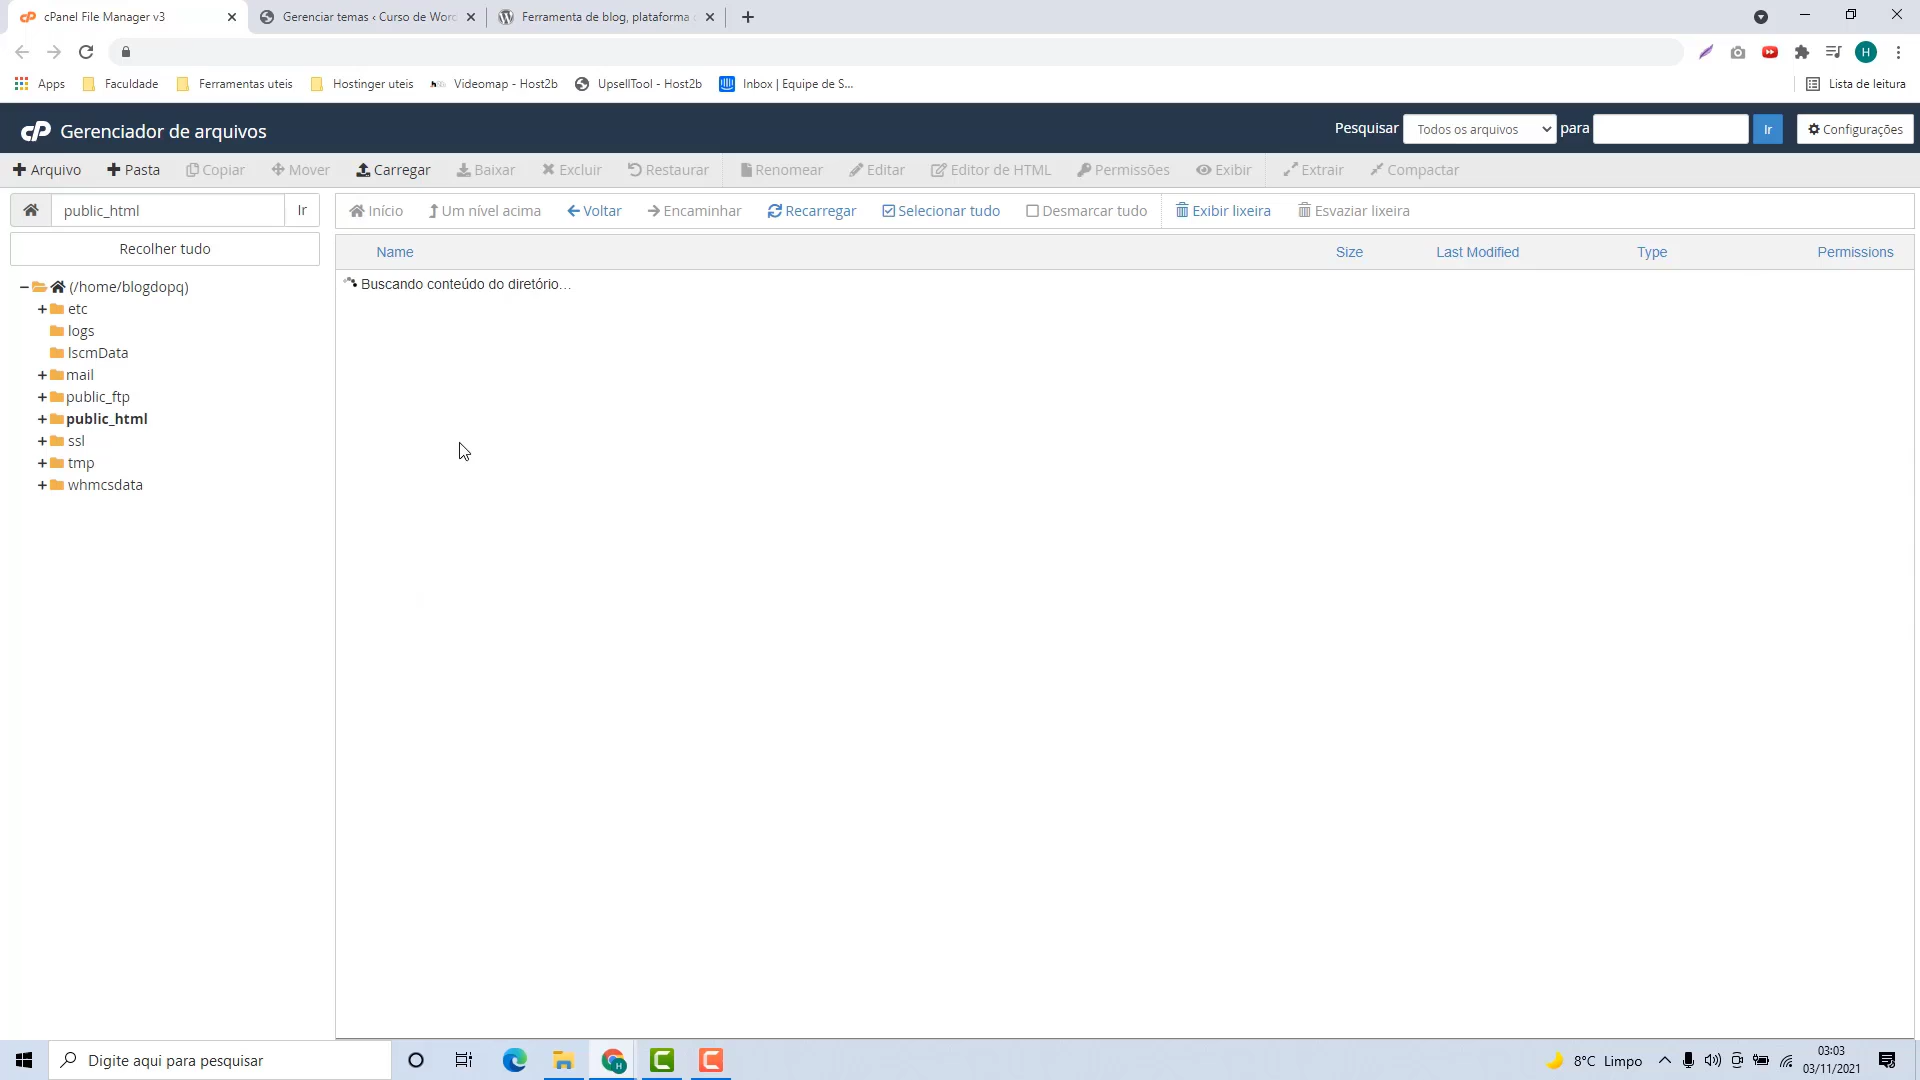 cPanel File Manager v3
Gerenciar temas ‹ Curso de Word
Ferramenta de blog, plataforma
H
Apps
Faculdade
Ferramentas uteis
Hostinger uteis
Videomap - Host2b
UpsellTool - Host2b
Inbox | Equipe de S...
Lista de leitura
cP Gerenciador de arquivos
Pesquisar Todos os arquivos para Ir Configurações
Arquivo Pasta Copiar Mover Carregar Baixar Excluir Restaurar Renomear Editar Editor de HTML Permissões Exibir Extrair Compactar
public_html Ir
Início Um nível acima Voltar Encaminhar Recarregar Selecionar tudo Desmarcar tudo Exibir lixeira Esvaziar lixeira
Recolher tudo
Name Size Last Modified Type Permissions
Buscando conteúdo do diretório...
(/home/blogdopq)
etc
logs
lscmData
mail
public_ftp
public_html
ssl
tmp
whmcsdata
Digite aqui para pesquisar
8°C Limpo
03:03
03/11/2021